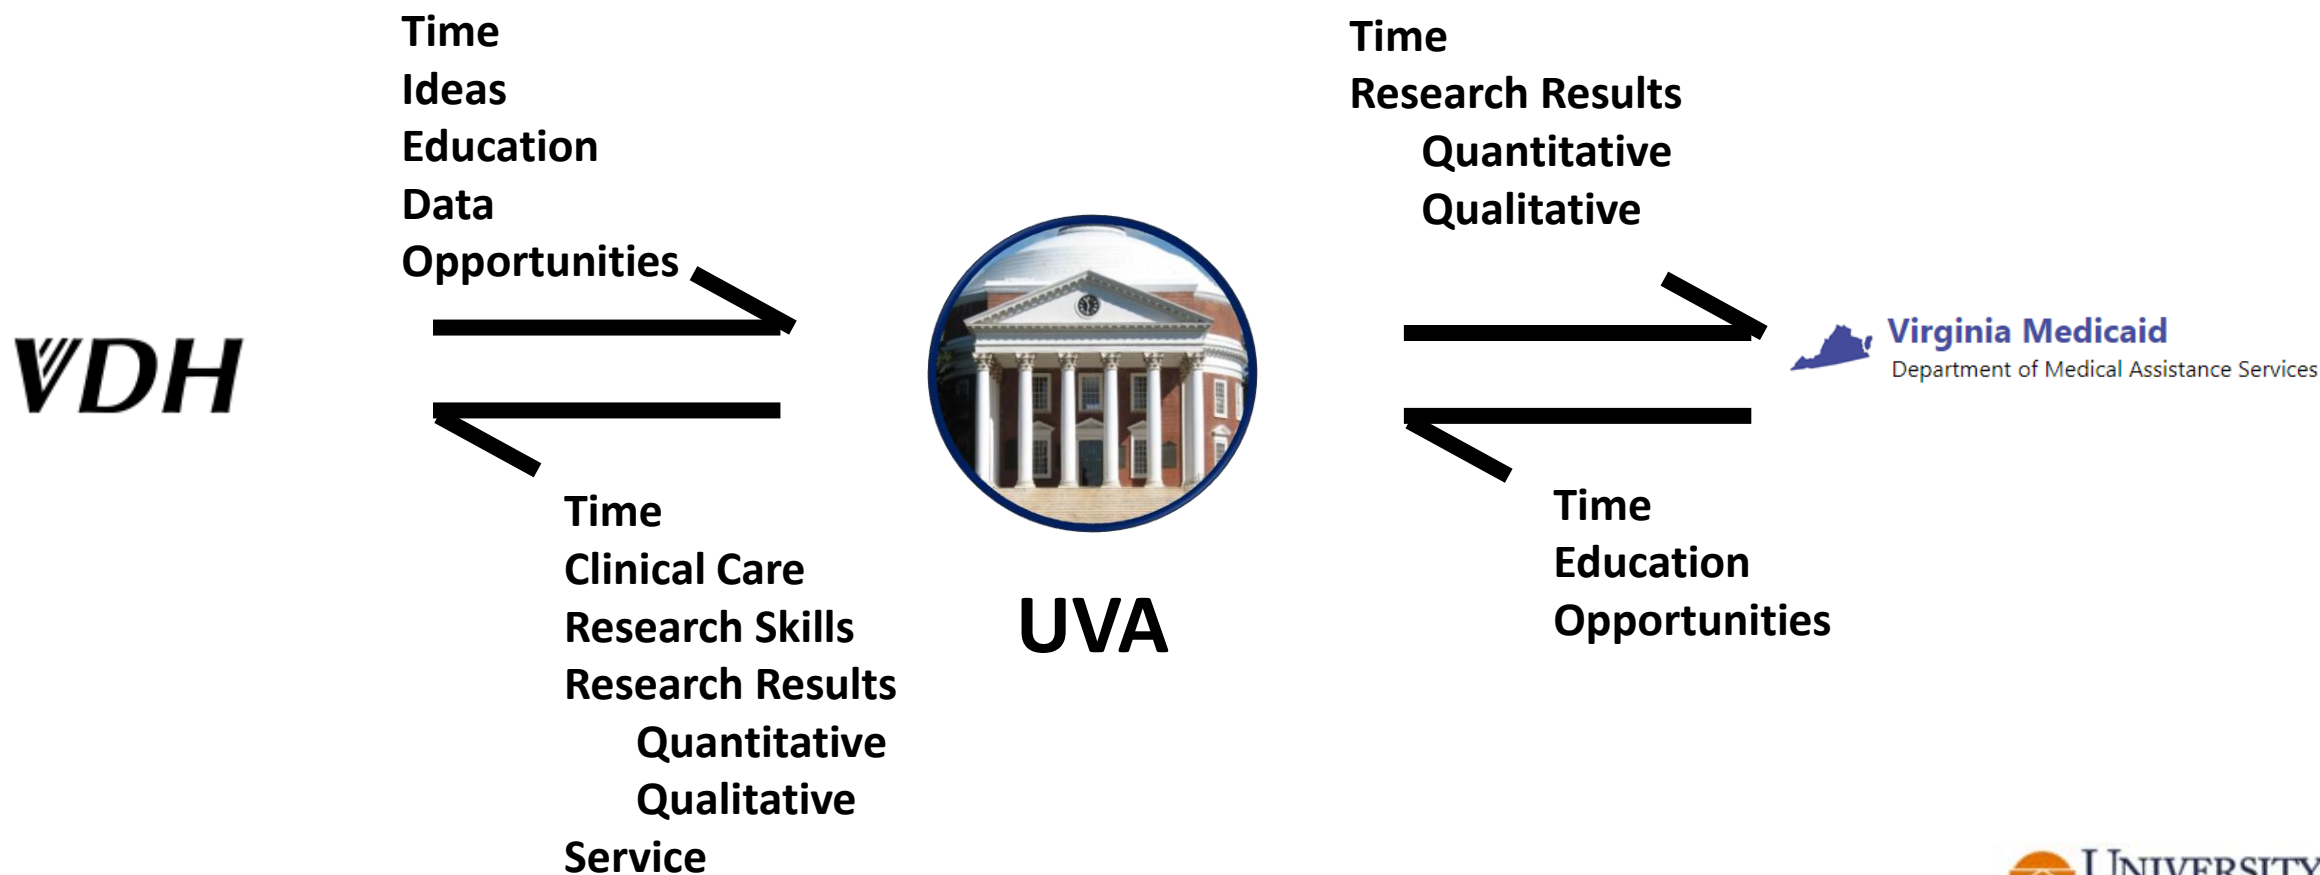 Time
Ideas
Education
Data
Opportunities
Time
Research Results
Quantitative
Qualitative
VDH
Virginia Medicaid
Department of Medical Assistance Services
Time
Clinical Care
Research Skills
Research Results
Quantitative
Qualitative
Service
UVA
Time
Education
Opportunities
UNIVERSITY